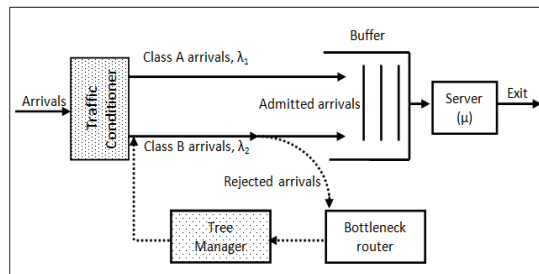 Buffer
Class A arrivals, λ1
Arrivals
Traffic
Conditioner
Admitted arrivals
Server
(μ)
Exit
Class B arrivals, λ2
Rejected arrivals
Tree
Manager
Bottleneck
router